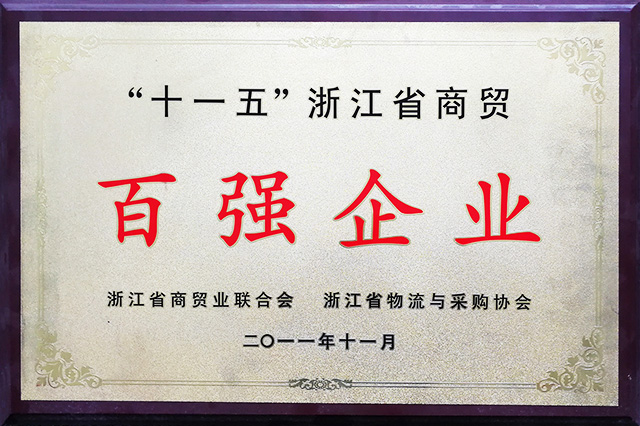 “十一五”浙江省商贸
百强企业
浙江省商贸业联合会 浙江省物流与采购协会
二〇一一年十一月